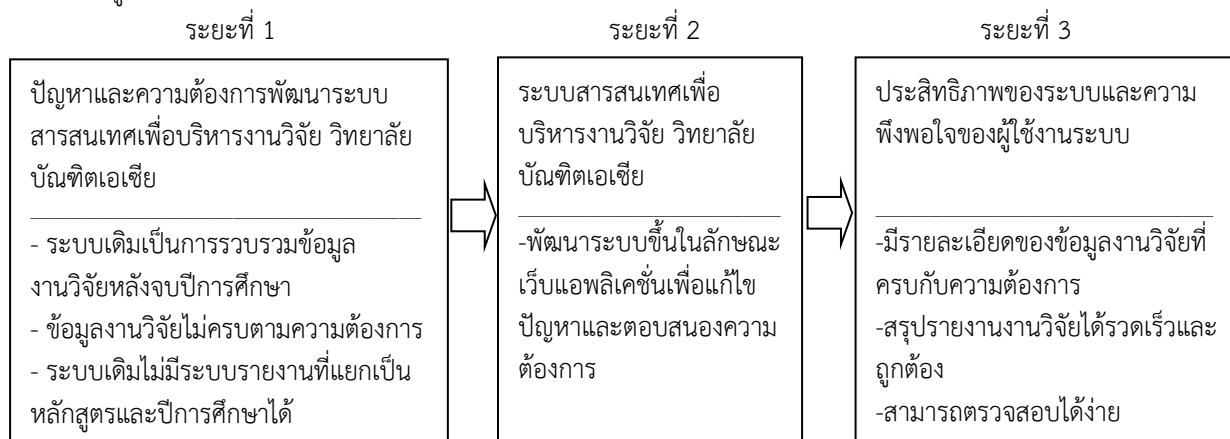 ระยะที่ 1
ระยะที่ 2
ระยะที่ 3
ปัญหาและความต้องการพัฒนาระบบ
สารสนเทศเพื่อบริหารงานวิจัย วิทยาลัย
บัณฑิตเอเซีย
- ระบบเดิมเป็นการรวบรวมข้อมูล
งานวิจัยหลังจบปีการศึกษา
- ข้อมูลงานวิจัยไม่ครบตามความต้องการ
- ระบบเดิมไม่มีระบบรายงานที่แยกเป็น
หลักสูตรและปีการศึกษาได้
ระบบสารสนเทศเพื่อ
บริหารงานวิจัย วิทยาลัย
บัณฑิตเอเซีย
-พัฒนาระบบขึ้นในลักษณะ
เว็บแอพลิเคชั่นเพื่อแก้ไข
ปัญหาและตอบสนองความ
ต้องการ
ประสิทธิภาพของระบบและความ
พึงพอใจของผู้ใช้งานระบบ
-มีรายละเอียดของข้อมูลงานวิจัยที่
ครบกับความต้องการ
-สรุปรายงานงานวิจัยได้รวดเร็วและ
ถูกต้อง
-สามารถตรวจสอบได้ง่าย